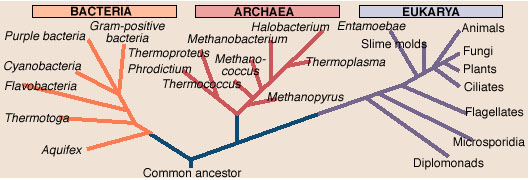 BACTERIA
ARCHAEA
EUKARYA
Gram-positive
bacteria
Purple bacteria
Cyanobacteria
Flavobacteria
Thermotoga
Aquifex
Halobacterium
Methanobacterium
Thermoproteus
Methano-
coccus
Phrodictium
Thermoplasma
Thermococcus
Methanopyrus
Entamoebae
Slime molds
Animals
Fungi
Plants
Ciliates
Flagellates
Microsporidia
Diplomonads
Common ancestor